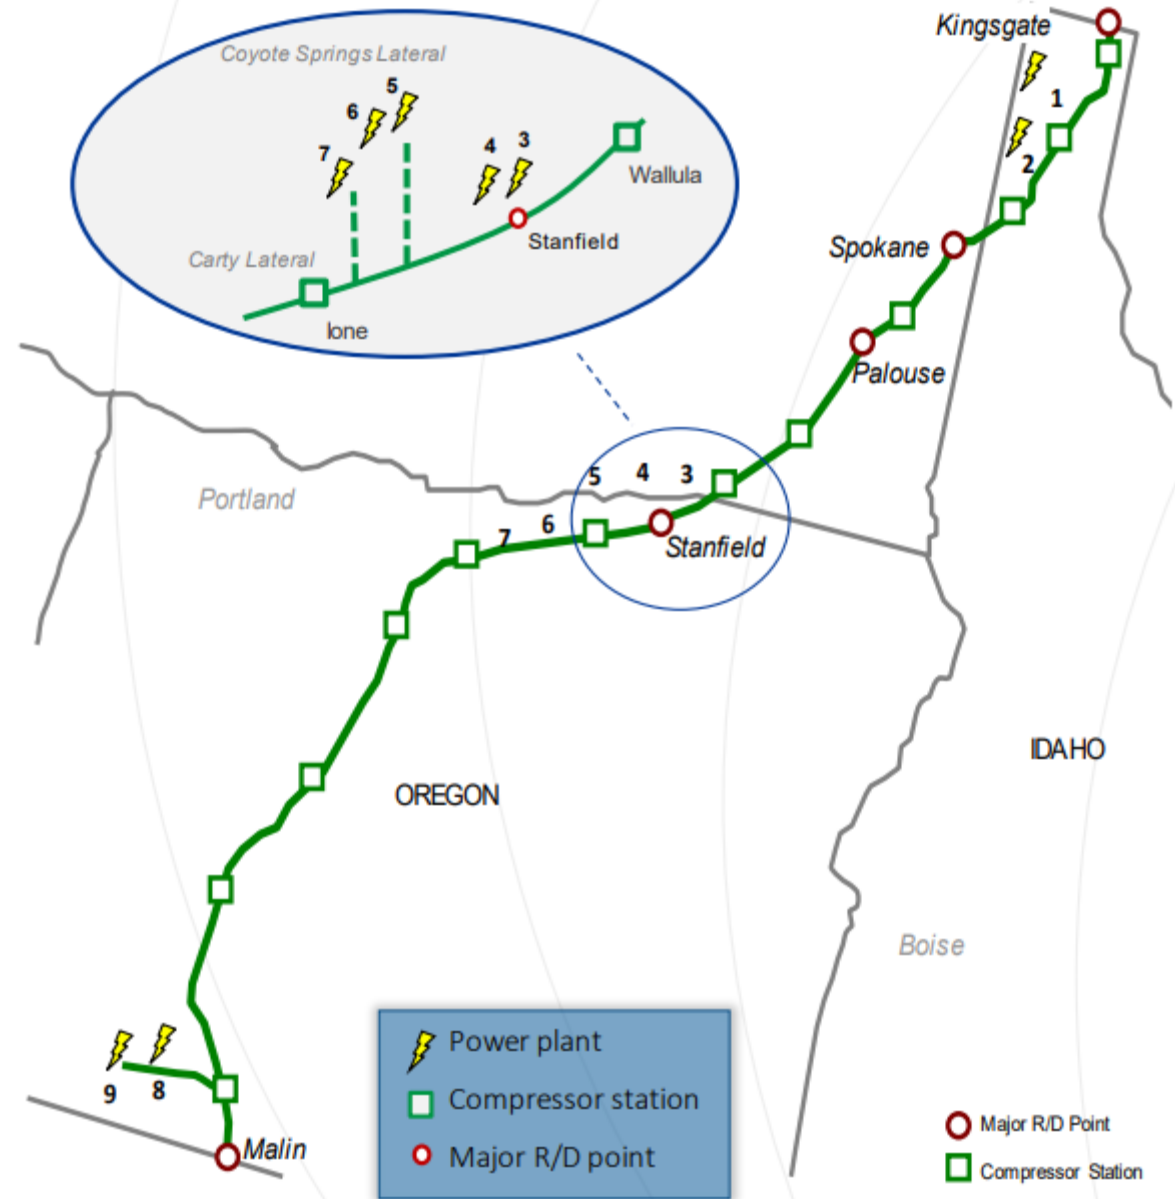 Kingsgate
Coyote Springs Lateral
5
6
7
4
3
Wallula
Stanfield
Carty Lateral
Ione
1
2
Spokane
Palouse
Portland
5
4
3
7
6
Stanfield
OREGON
IDAHO
Boise
9
8
Malin
Power plant
Compressor station
Major R/D point
Major R/D Point
Compressor Station